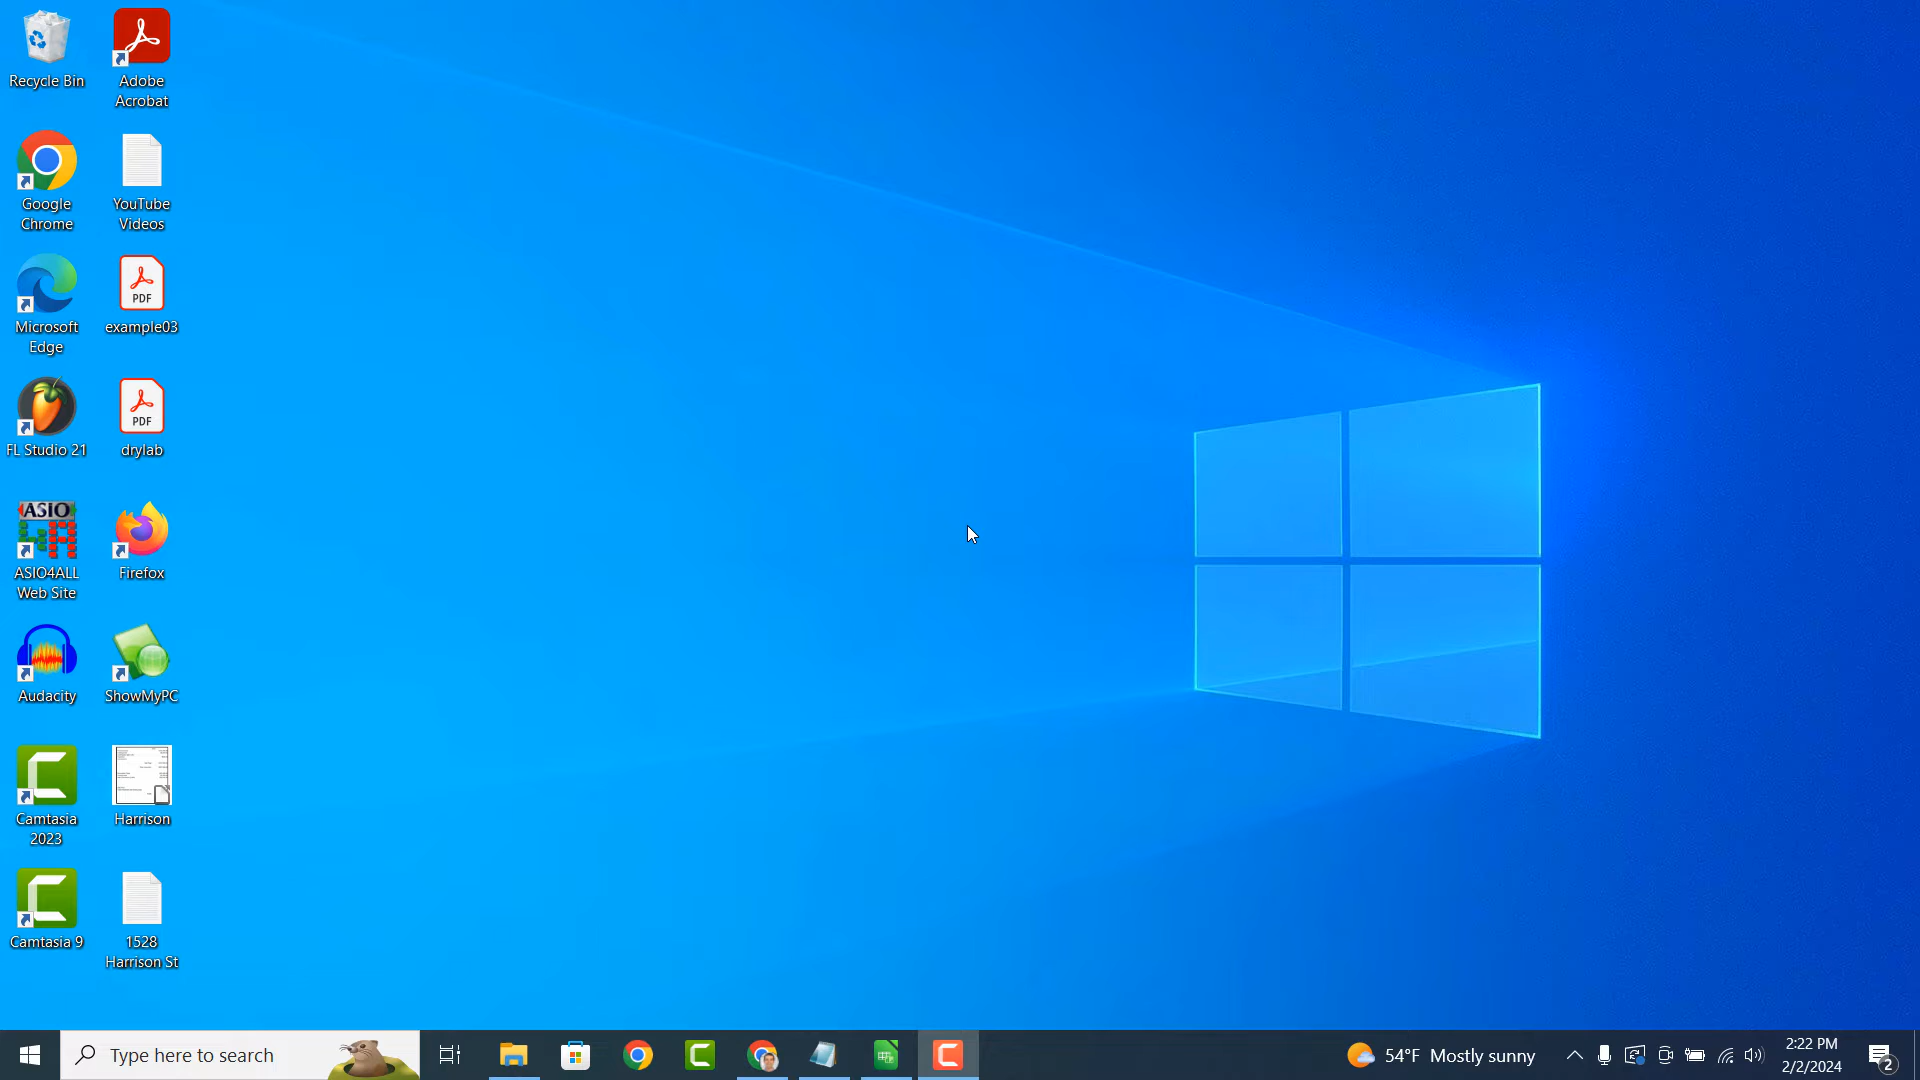 Recycle Bin
Adobe
Acrobat
Google
Chrome
YouTube
Videos
Microsoft
Edge
PDF
example03
FL Studio 21
PDF
drylab
ASIO
ASIO4ALL
Web Site
Firefox
Audacity
ShowMyPC
Camtasia
2023
Harrison
Camtasia 9
1528
Harrison St
Type here to search
54°F Mostly sunny
2:22 PM
2/2/2024
2